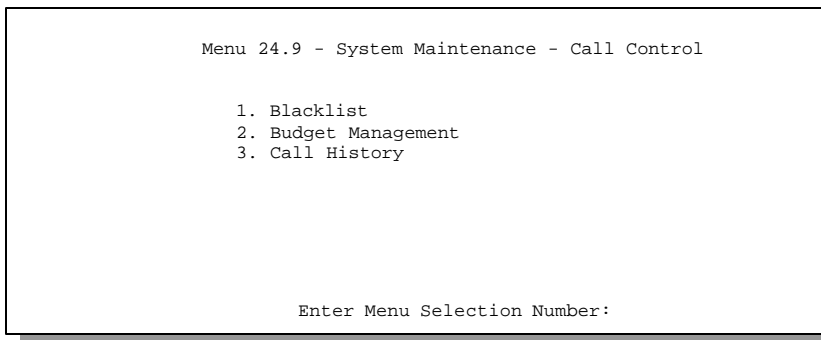 Menu 24.9 - System Maintenance - Call Control
1. Blacklist
2. Budget Management
3. Call History
Enter Menu Selection Number: